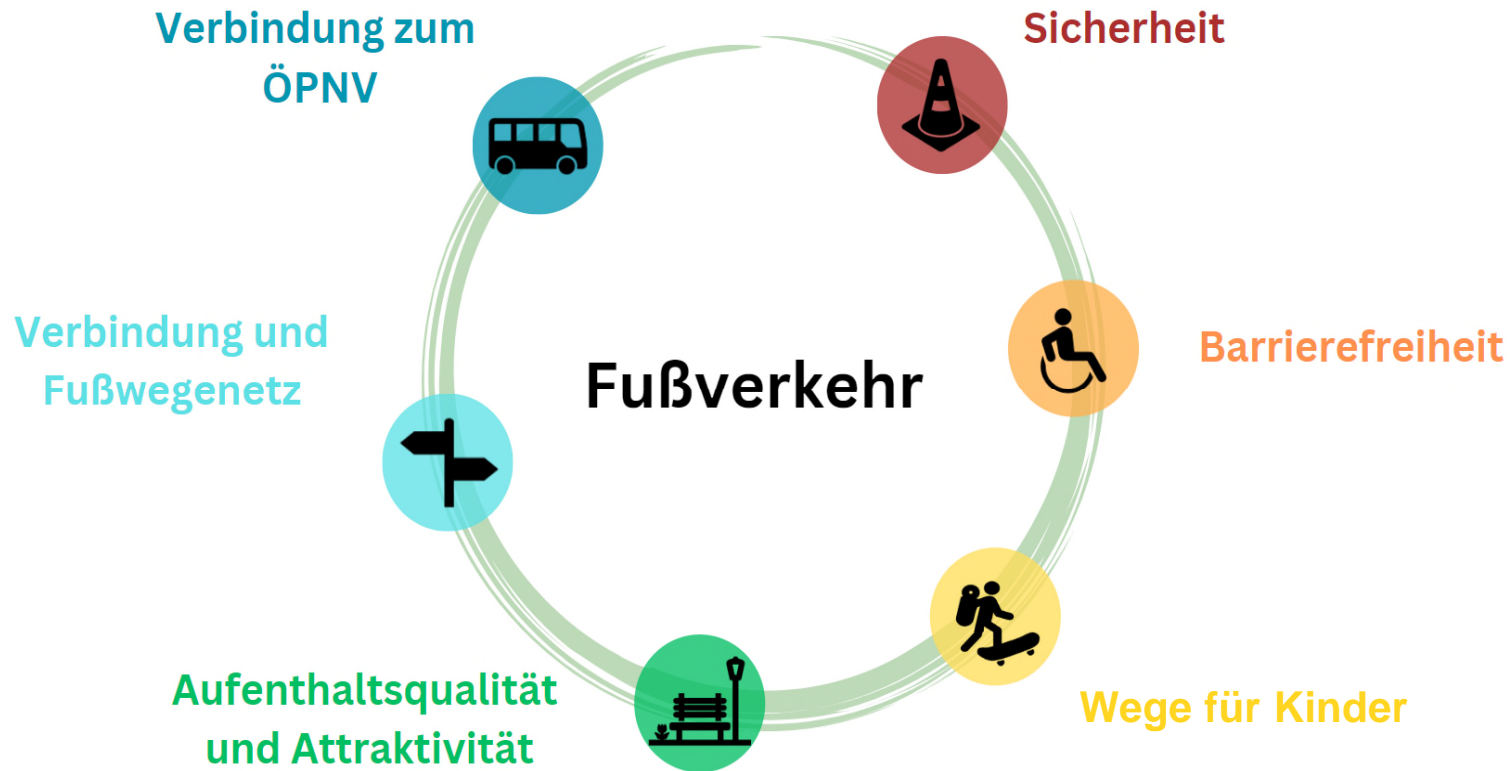 Verbindung zum
ÖPNV
Sicherheit
Verbindung und
Fußwegenetz
Fußverkehr
Barrierefreiheit
Aufenthaltsqualität
und Attraktivität
Wege für Kinder